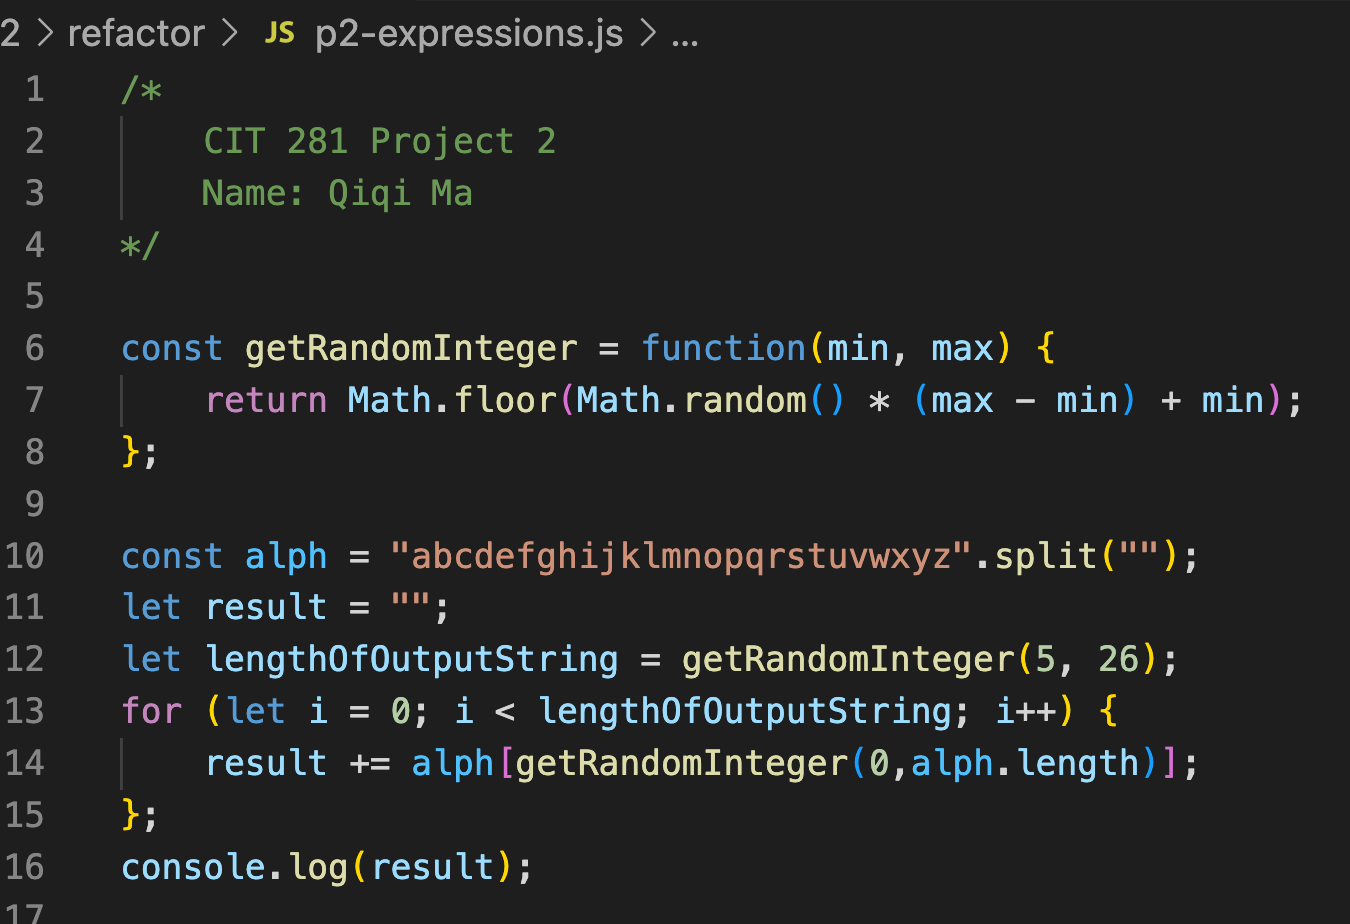 2 > refactor > JS p2-expressions.js > ...
1 /*
2 CIT 281 Project 2
3 Name: Qiqi Ma
4 */
5
6 const getRandomInteger = function(min, max) {
7 return Math.floor(Math.random() * (max - min) + min);
8 };
9
10 const alph = "abcdefghijklmnopqrstuvwxyz".split("");
11 let result = "";
12 let lengthOfOutputString = getRandomInteger(5, 26);
13 for (let i = 0; i < lengthOfOutputString; i++) {
14 result += alph[getRandomInteger(0,alph.length)];
15 };
16 console.log(result);
17